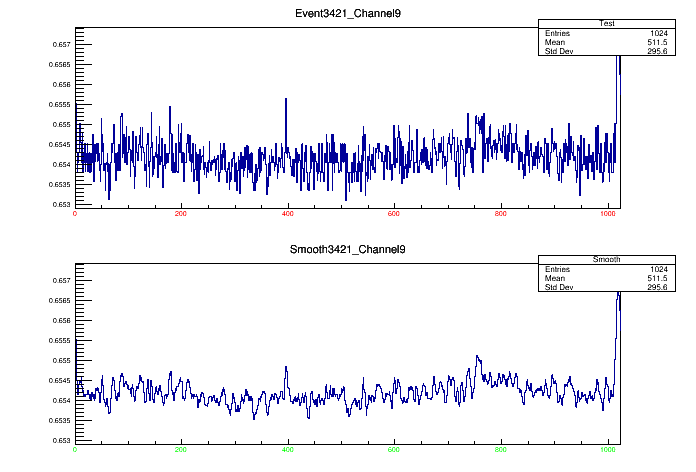 Event3421_Channel9
Test
Entries 1024
Mean 511.5
Std Dev 295.6
0.657
0.6565
0.656
0.6555
0.655
0.6545
0.654
0.6535
0.653
0 200 400 600 800 1000
Smooth3421_Channel9
Smooth
Entries 1024
Mean 511.5
Std Dev 295.6
0.657
0.6565
0.656
0.6555
0.655
0.6545
0.654
0.6535
0.653
0 200 400 600 800 1000